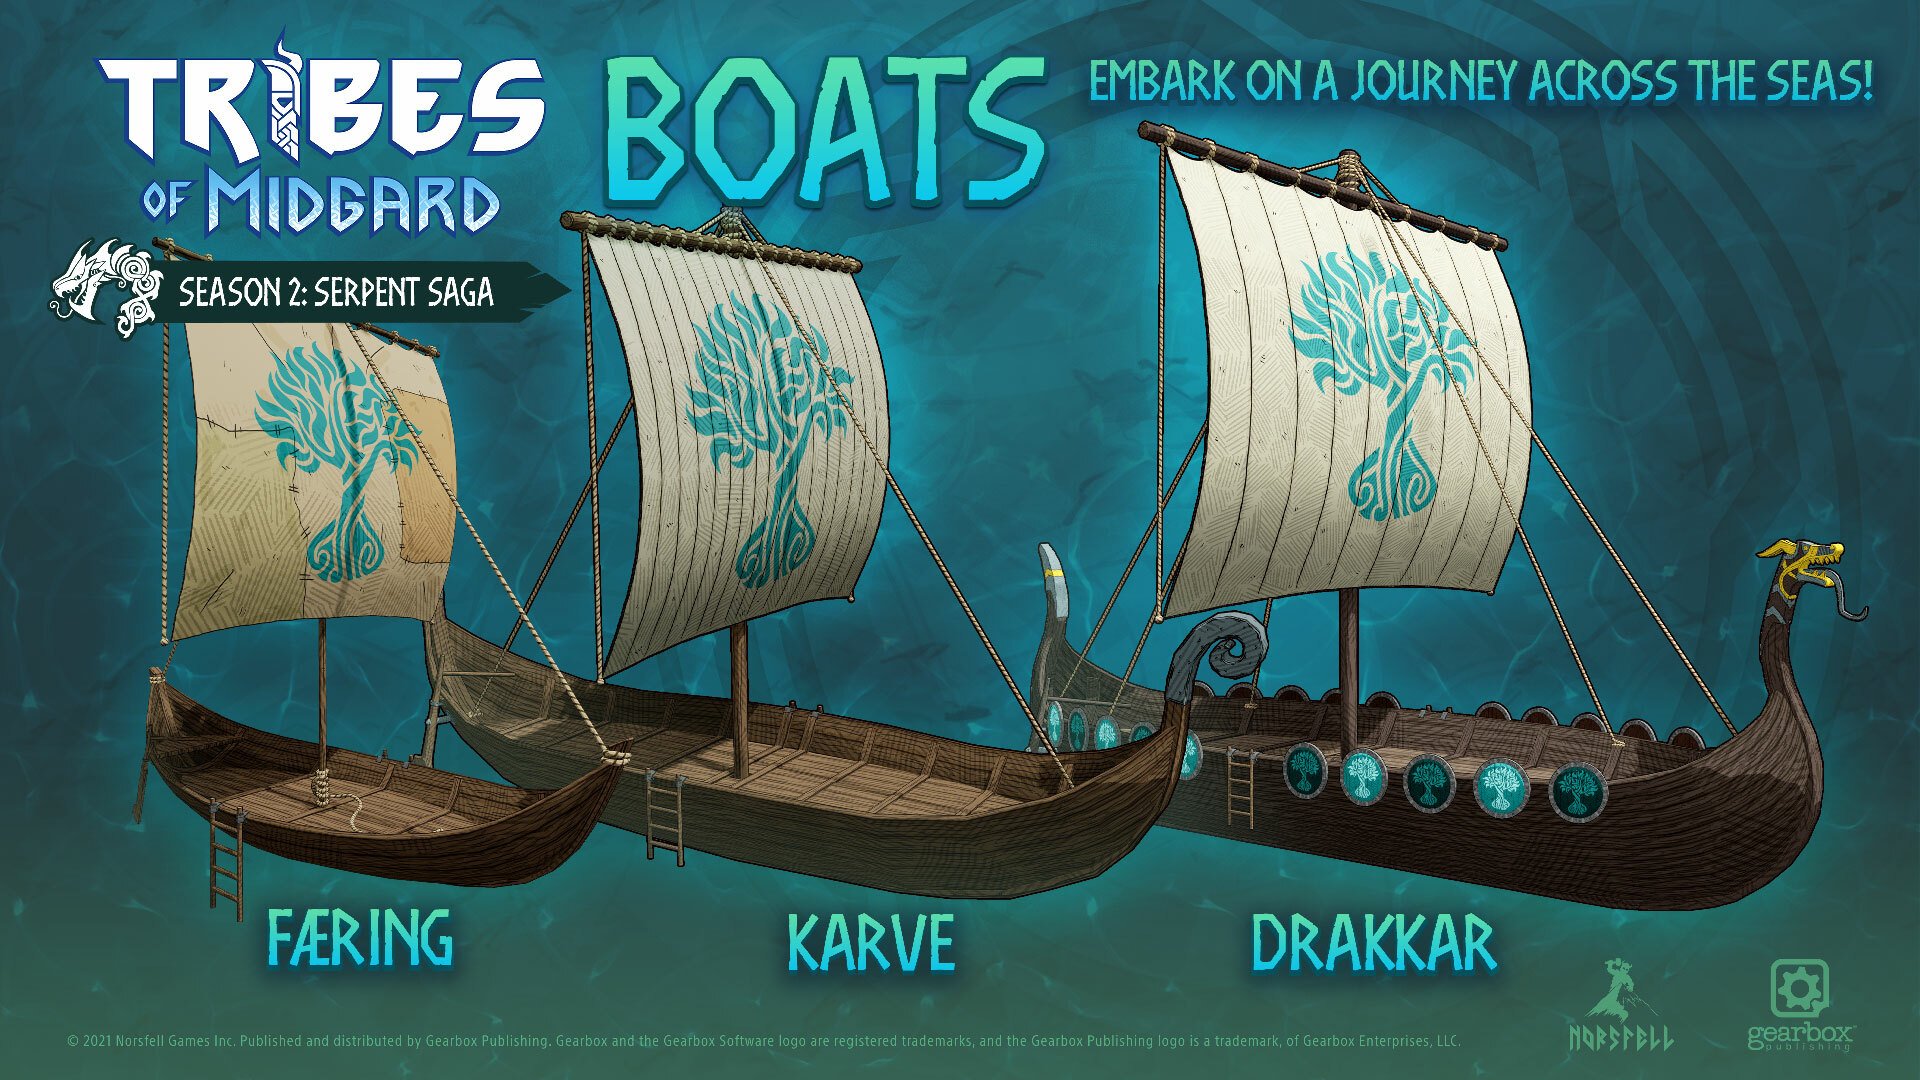 TRIBES
OF MIDGARD
SEASON 2: SERPENT SAGA
BOATS
EMBARK ON A JOURNEY ACROSS THE SEAS!
FÆRING
KARVE
DRAKKAR
NORSFELL
gearbox
publishing
© 2021 Norsfell Games Inc. Published and distributed by Gearbox Publishing. Gearbox and the Gearbox Software logo are registered trademarks, and the Gearbox Publishing logo is a trademark, of Gearbox Enterprises, LLC.